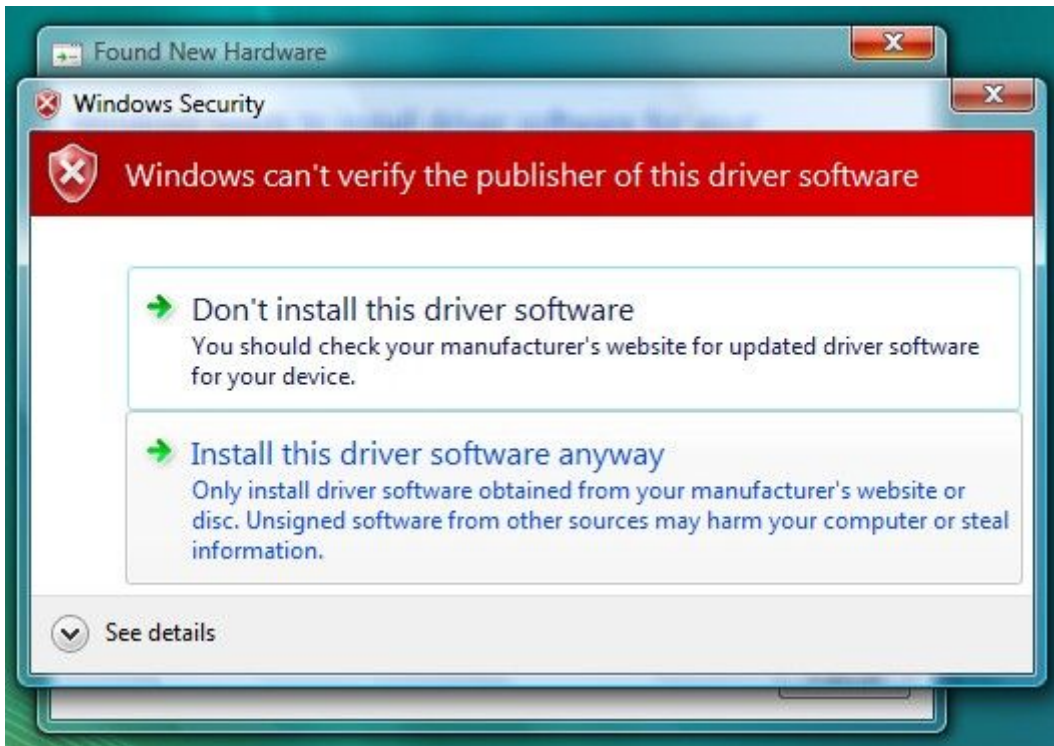 Found New Hardware
Windows Security
Windows can't verify the publisher of this driver software
Don't install this driver software
You should check your manufacturer's website for updated driver software
for your device.
Install this driver software anyway
Only install driver software obtained from your manufacturer's website or
disc. Unsigned software from other sources may harm your computer or steal
information.
See details